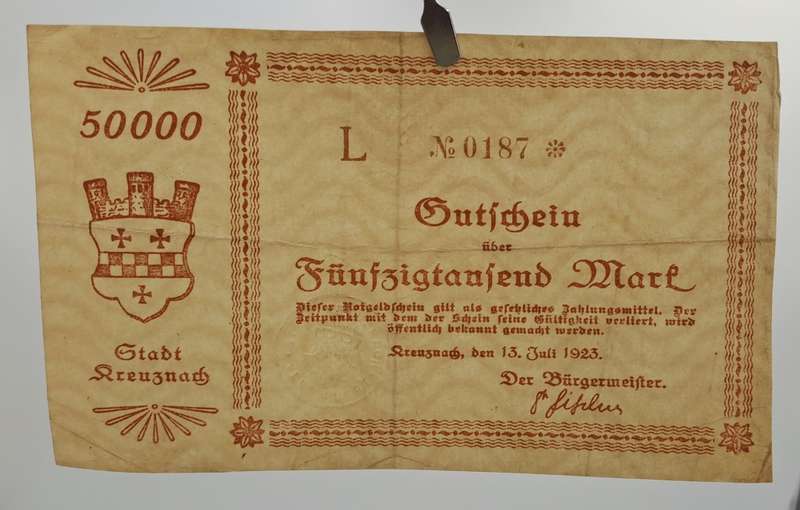 50000
L № 0187 *
Gutschein
über
Fünfzigtausend Mark
Dieser Notgeldschein gilt als gesetzliches Zahlungsmittel. Der
Zeitpunkt mit dem der Schein seine Gültigkeit verliert, wird
öffentlich bekannt gemacht werden.
Kreuznach, den 13. Juli 1923.
Der Bürgermeister.
Stadt
Kreuznach